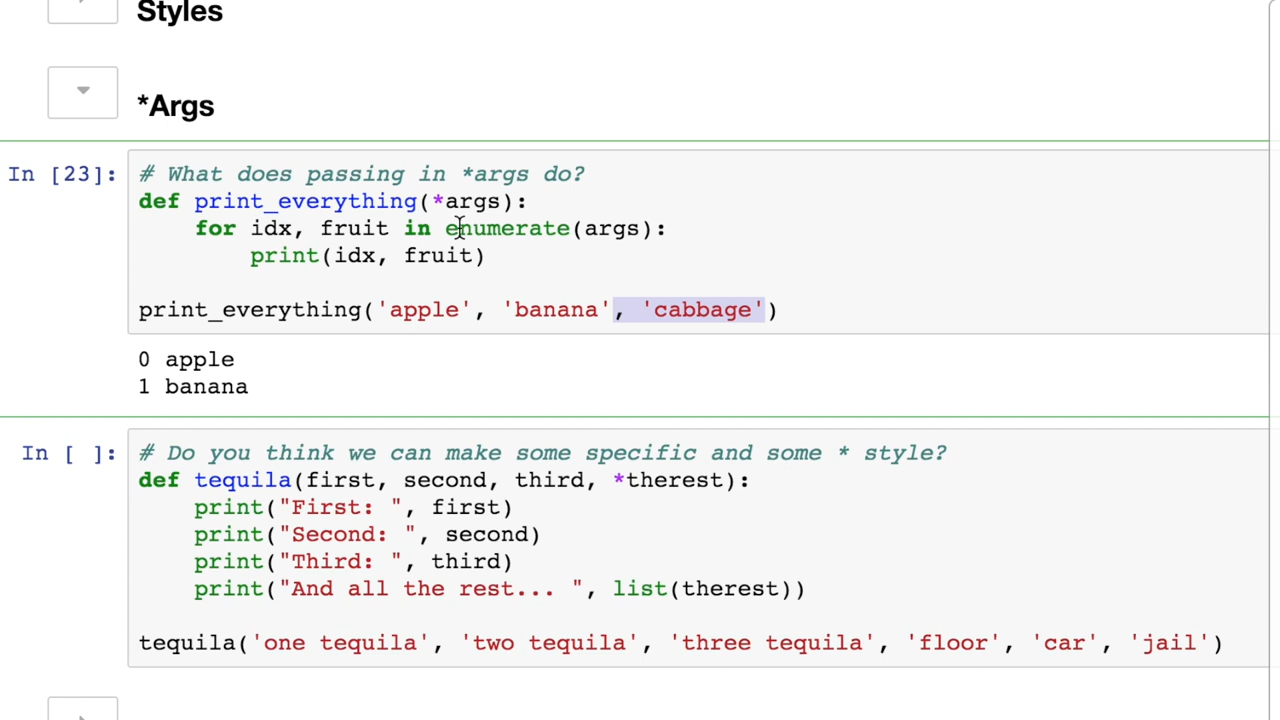 Styles
*Args
In [23]:
# What does passing in *args do?
def print_everything(*args):
    for idx, fruit in enumerate(args):
        print(idx, fruit)
print_everything('apple', 'banana', 'cabbage')
0 apple
1 banana
In [ ]:
# Do you think we can make some specific and some * style?
def tequila(first, second, third, *therest):
    print("First: ", first)
    print("Second: ", second)
    print("Third: ", third)
    print("And all the rest... ", list(therest))
tequila('one tequila', 'two tequila', 'three tequila', 'floor', 'car', 'jail')